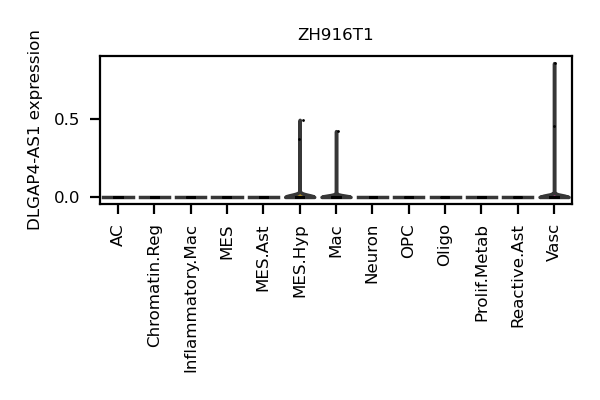 ZH916T1
DLGAP4-AS1 expression
0.5
0.0
AC
Chromatin.Reg
Inflammatory.Mac
MES
MES.Ast
MES.Hyp
Mac
Neuron
OPC
Oligo
Prolif.Metab
Reactive.Ast
Vasc